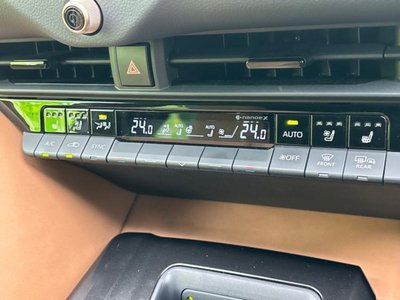 nanoe X
24.0 24.0
AUTO
A/C SYNC OFF FRONT REAR